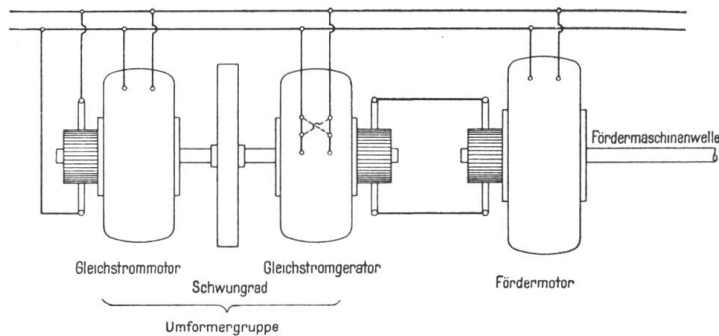 Fördermaschinenwelle
Gleichstrommotor
Gleichstromgerator
Schwungrad
Fördermotor
Umformergruppe